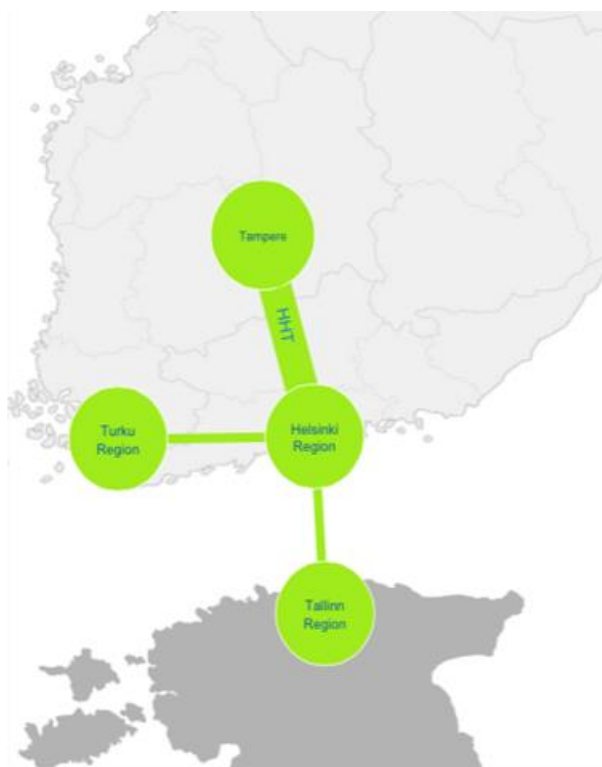 Tampere
HHT
Turku
Region
Helsinki
Region
Tallinn
Region